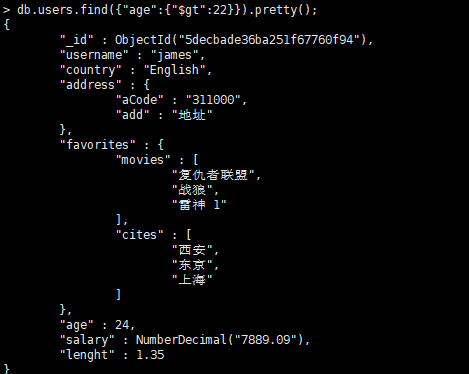 > db.users.find({"age":{"$gt":22}}).pretty();
{
        "_id" : ObjectId("5decbade36ba251f67760f94"),
        "username" : "james",
        "country" : "English",
        "address" : {
                "aCode" : "311000",
                "add" : "地址"
        },
        "favorites" : {
                "movies" : [
                        "复仇者联盟",
                        "战狼",
                        "雷神 1"
                ],
                "cites" : [
                        "西安",
                        "东京",
                        "上海"
                ]
        },
        "age" : 24,
        "salary" : NumberDecimal("7889.09"),
        "lenght" : 1.35
}